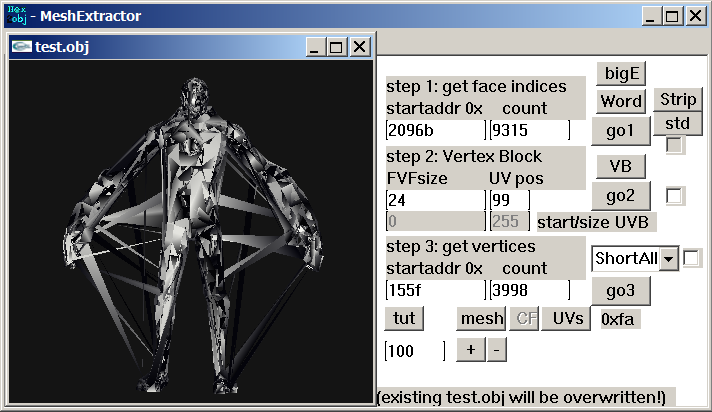 Hex obj - MeshExtractor
test.obj
step 1: get face indices
startaddr 0x count
2096b 9315
bigE
Word
go1
Strip
std
step 2: Vertex Block
FVFsize UV pos
24 99
0 255 start/size UVB
VB
go2
step 3: get vertices
startaddr 0x count
155f 3998
ShortAll
go3
tut mesh CF UVs 0xfa
100 + -
(existing test.obj will be overwritten!)